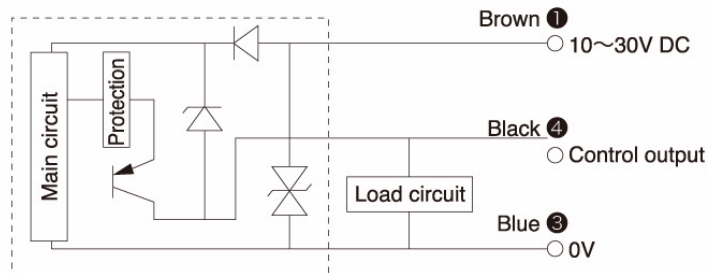 Brown ❶
10～30V DC
Main circuit
Protection
Black ❹
Control output
Load circuit
Blue ❸
0V